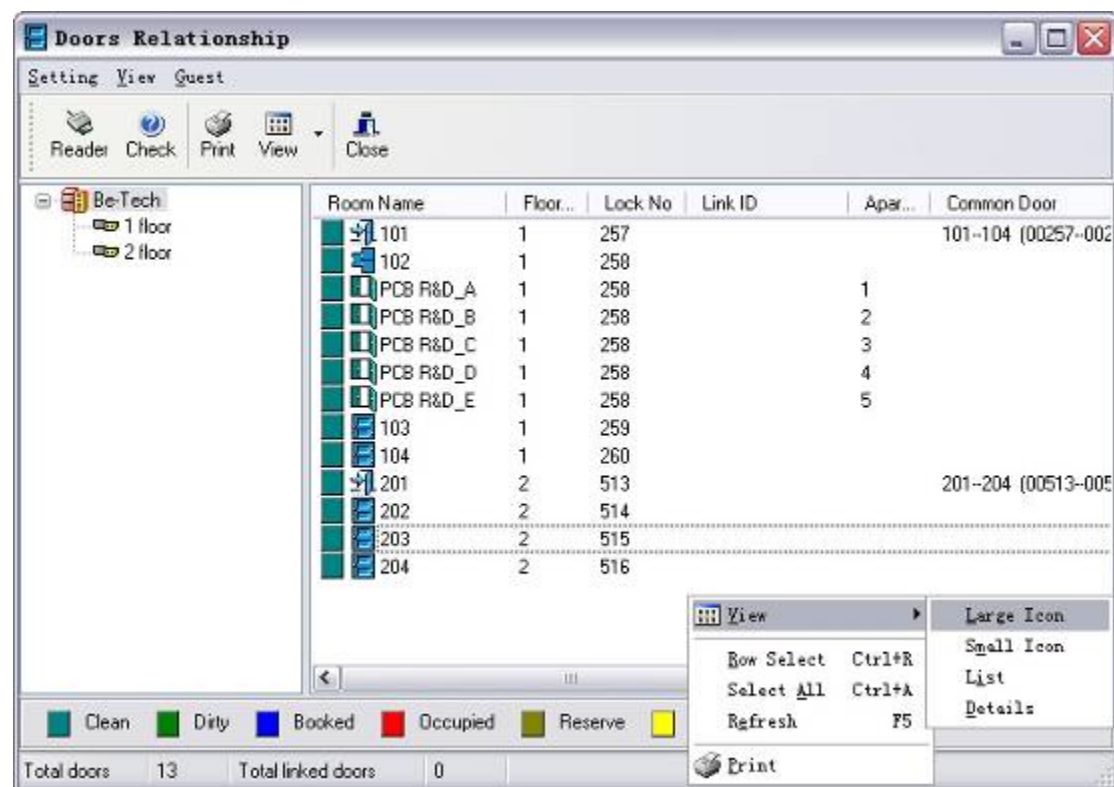 Doors Relationship
Setting View Guest
Reader Check Print View Close
Be-Tech
1 floor
2 floor
Room Name Floor... Lock No Link ID Apar... Common Door
101 1 257 101--104 (00257--002
102 1 258
PCB R&D_A 1 258 1
PCB R&D_B 1 258 2
PCB R&D_C 1 258 3
PCB R&D_D 1 258 4
PCB R&D_E 1 258 5
103 1 259
104 1 260
201 2 513 201--204 (00513--005
202 2 514
203 2 515
204 2 516
View
Row Select Ctrl+R
Select All Ctrl+A
Refresh F5
Print
Large Icon
Small Icon
List
Details
Clean Dirty Booked Occupied Reserve
Total doors 13 Total linked doors 0